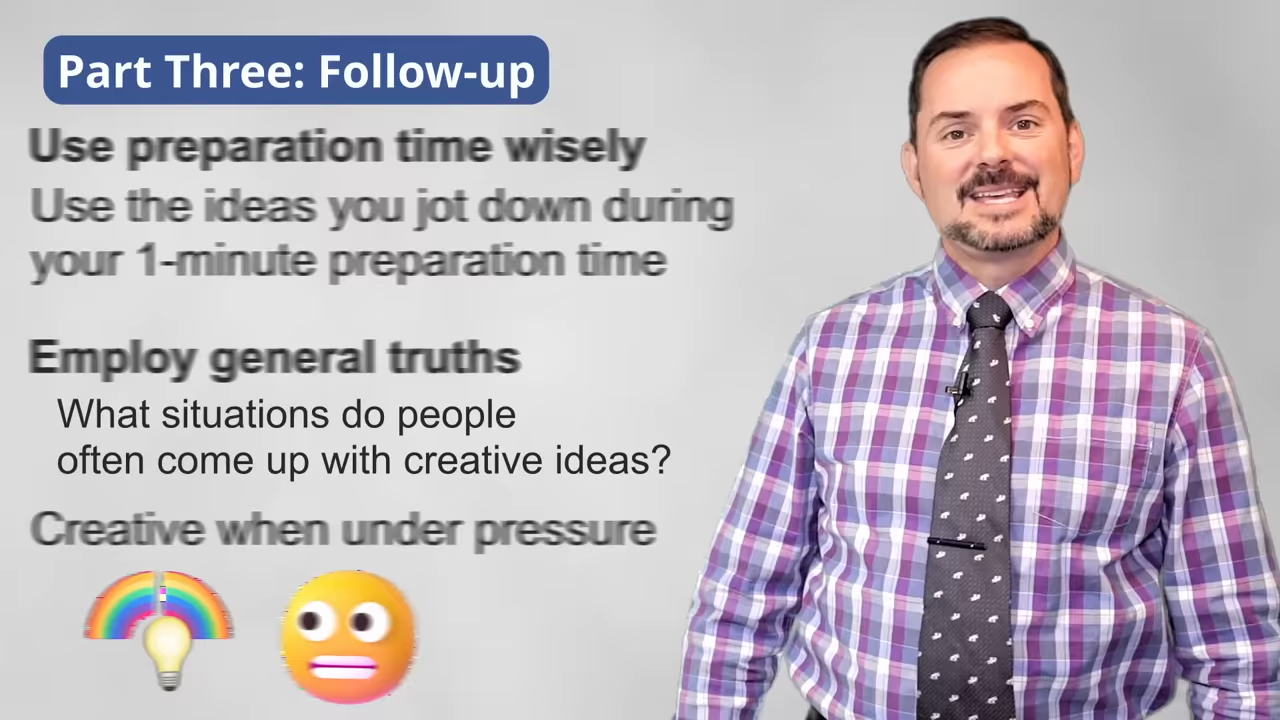 Part Three: Follow-up
Use preparation time wisely
Use the ideas you jot down during
your 1-minute preparation time
Employ general truths
What situations do people
often come up with creative ideas?
Creative when under pressure